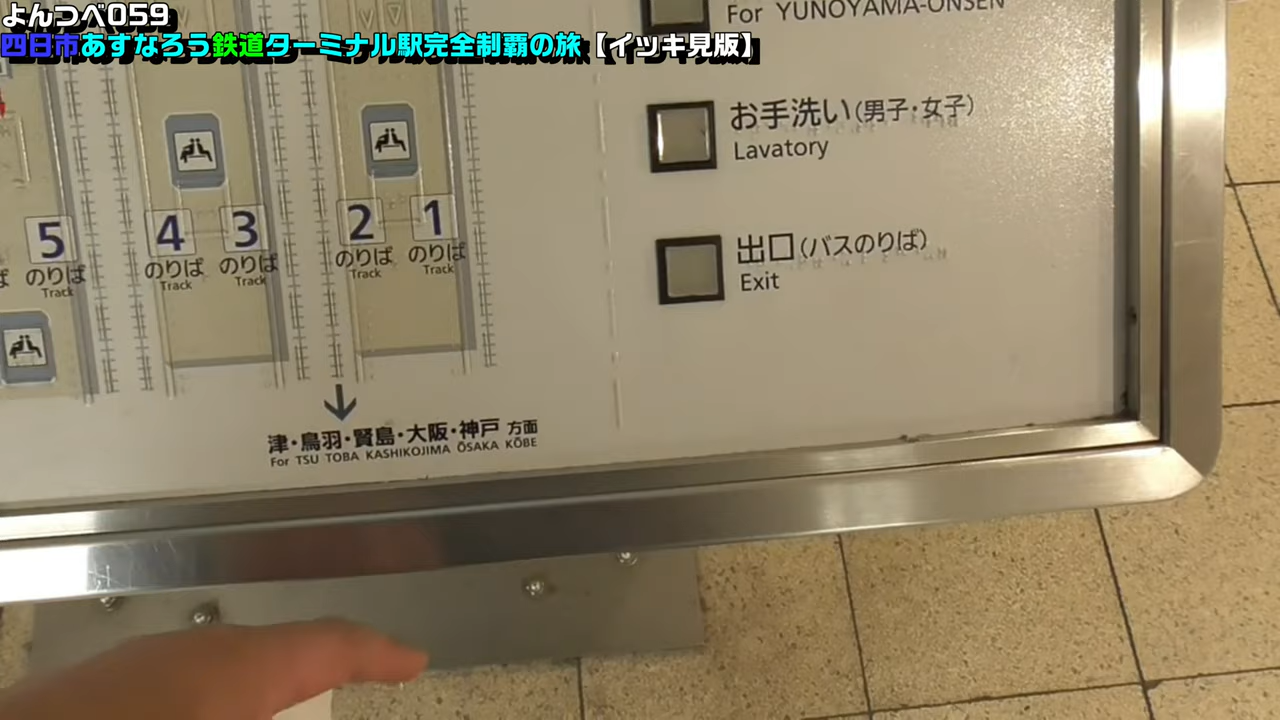 よんつべ059
四日市あすなろう鉄道ターミナル駅完全制覇の旅【イツキ見版】
For YUNOYAMA-ONSEN
お手洗い(男子・女子)
Lavatory
出口(バスのりば)
Exit
5
のりば
Track
4
のりば
Track
3
のりば
Track
2
のりば
Track
1
のりば
Track
津・鳥羽・賢島・大阪・神戸 方面
For TSU TOBA KASHIKOJIMA ŌSAKA KŌBE